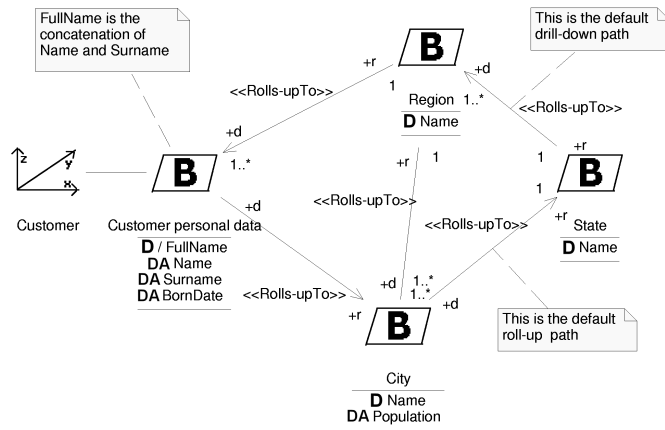 FullName is the
concatenation of
Name and Surname
This is the default
drill-down path
B
+r
+d
1
<<Rolls-upTo>>
Region
1..*
<<Rolls-upTo>>
D Name
+d
1..*
+r
1
+r
1
B
B
z
y
x
1
+d
<<Rolls-upTo>>
+r
<<Rolls-upTo>>
Customer
Customer personal data
State
D / FullName
D Name
DA Name
DA Surname
DA BornDate
<<Rolls-upTo>>
+d
1..*
1..*
+d
+r
B
This is the default
roll-up path
City
D Name
DA Population